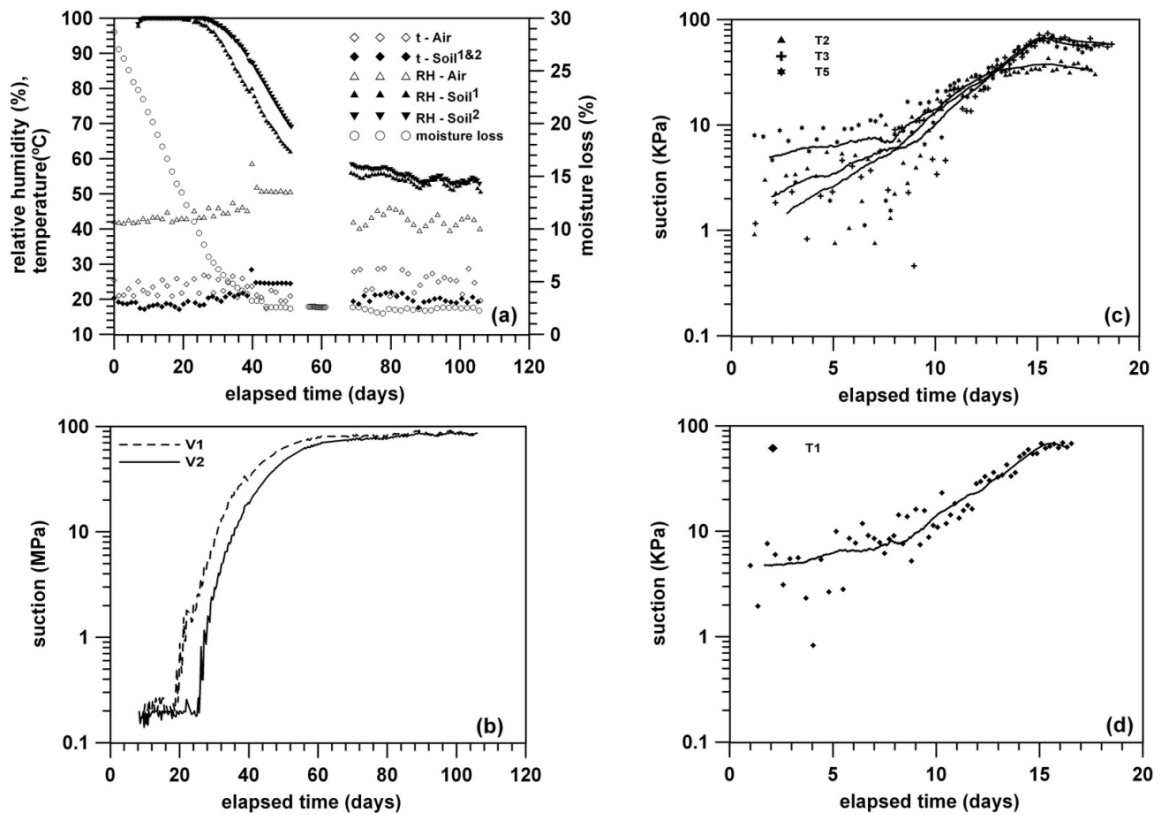 relative humidity (%),
temperature(ºC)
100
90
80
70
60
50
40
30
20
10
t - Air
t - Soil1&2
RH - Air
RH - Soil1
RH - Soil2
moisture loss
30
25
20
15
10
5
0
moisture loss (%)
(a)
0 20 40 60 80 100 120
elapsed time (days)
suction (KPa)
100
10
1
0.1
T2
T3
T5
(c)
0 5 10 15 20
elapsed time (days)
suction (MPa)
100
10
1
0.1
V1
V2
(b)
0 20 40 60 80 100 120
elapsed time (days)
suction (KPa)
100
10
1
0.1
T1
(d)
0 5 10 15 20
elapsed time (days)